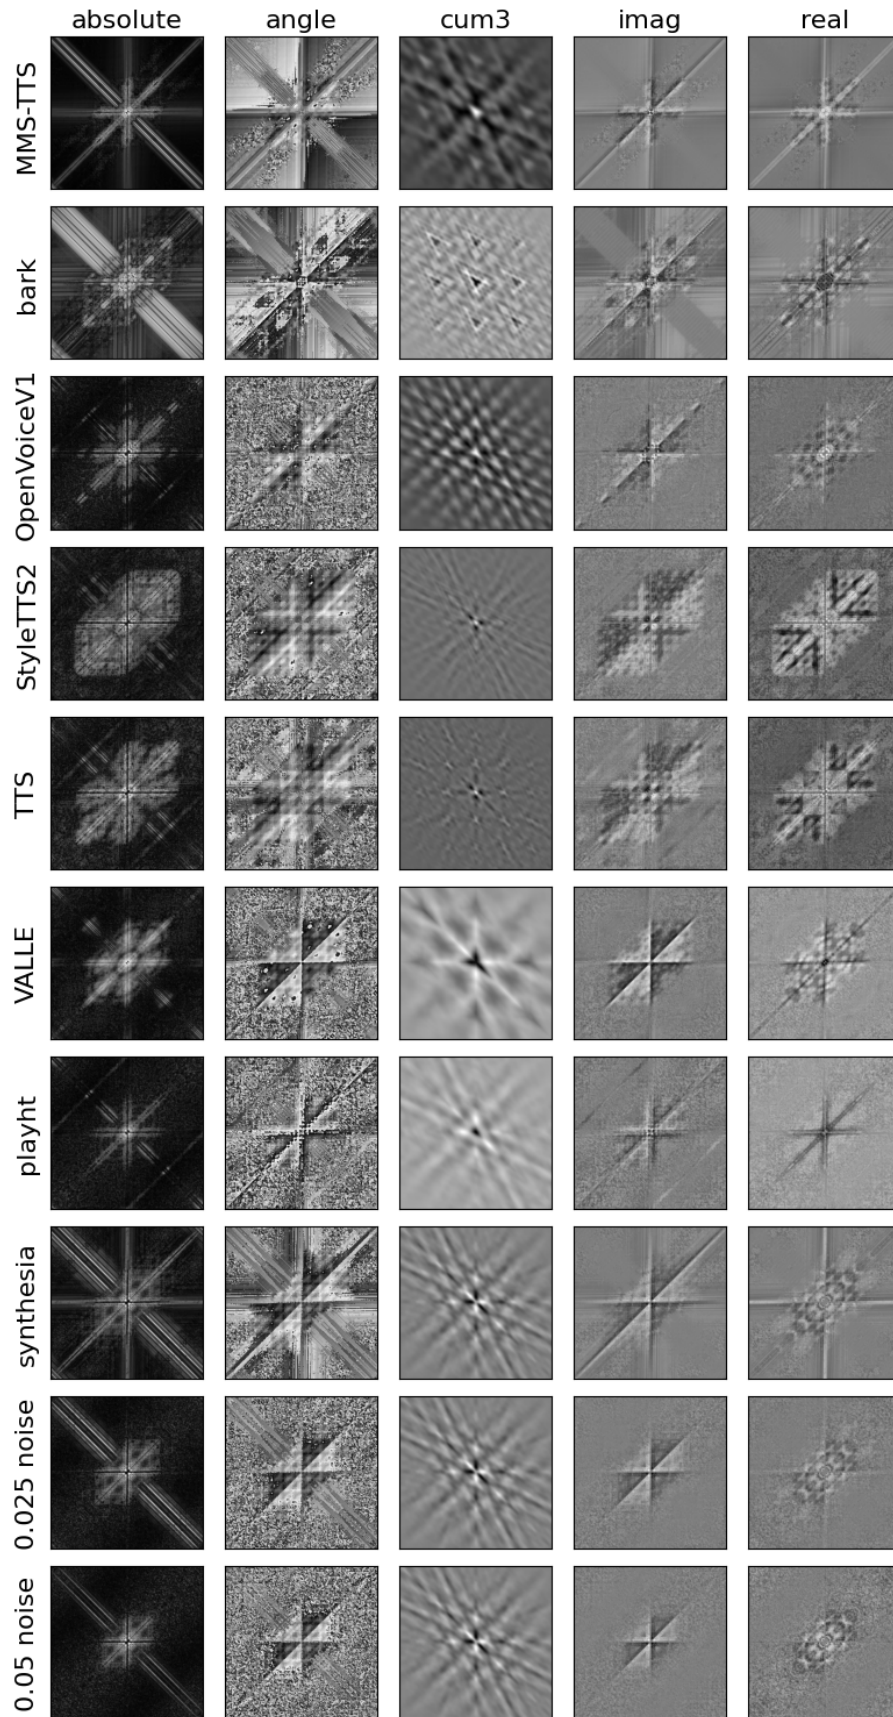 absolute angle cum3 imag real
MMS-TTS
bark
OpenVoiceV1
StyleTTS2
TTS
VALLE
playht
synthesia
0.025 noise
0.05 noise